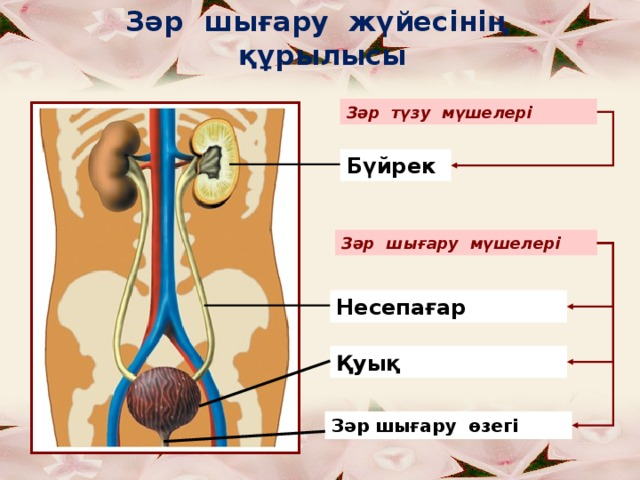 Зәр шығару жүйесінің
құрылысы
Зәр түзу мүшелері
Бүйрек
Зәр шығару мүшелері
Несепағар
Қуық
Зәр шығару өзегі